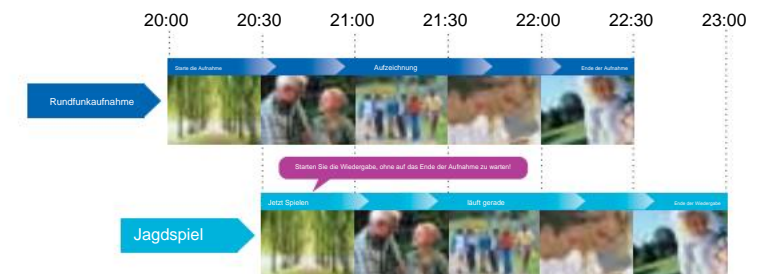 20:00 20:30 21:00 21:30 22:00 22:30 23:00
Starte die Aufnahme Aufzeichnung Ende der Aufnahme
Rundfunkaufnahme
Starten Sie die Wiedergabe, ohne auf das Ende der Aufnahme zu warten!
Jetzt Spielen läuft gerade Ende der Wiedergabe
Jagdspiel